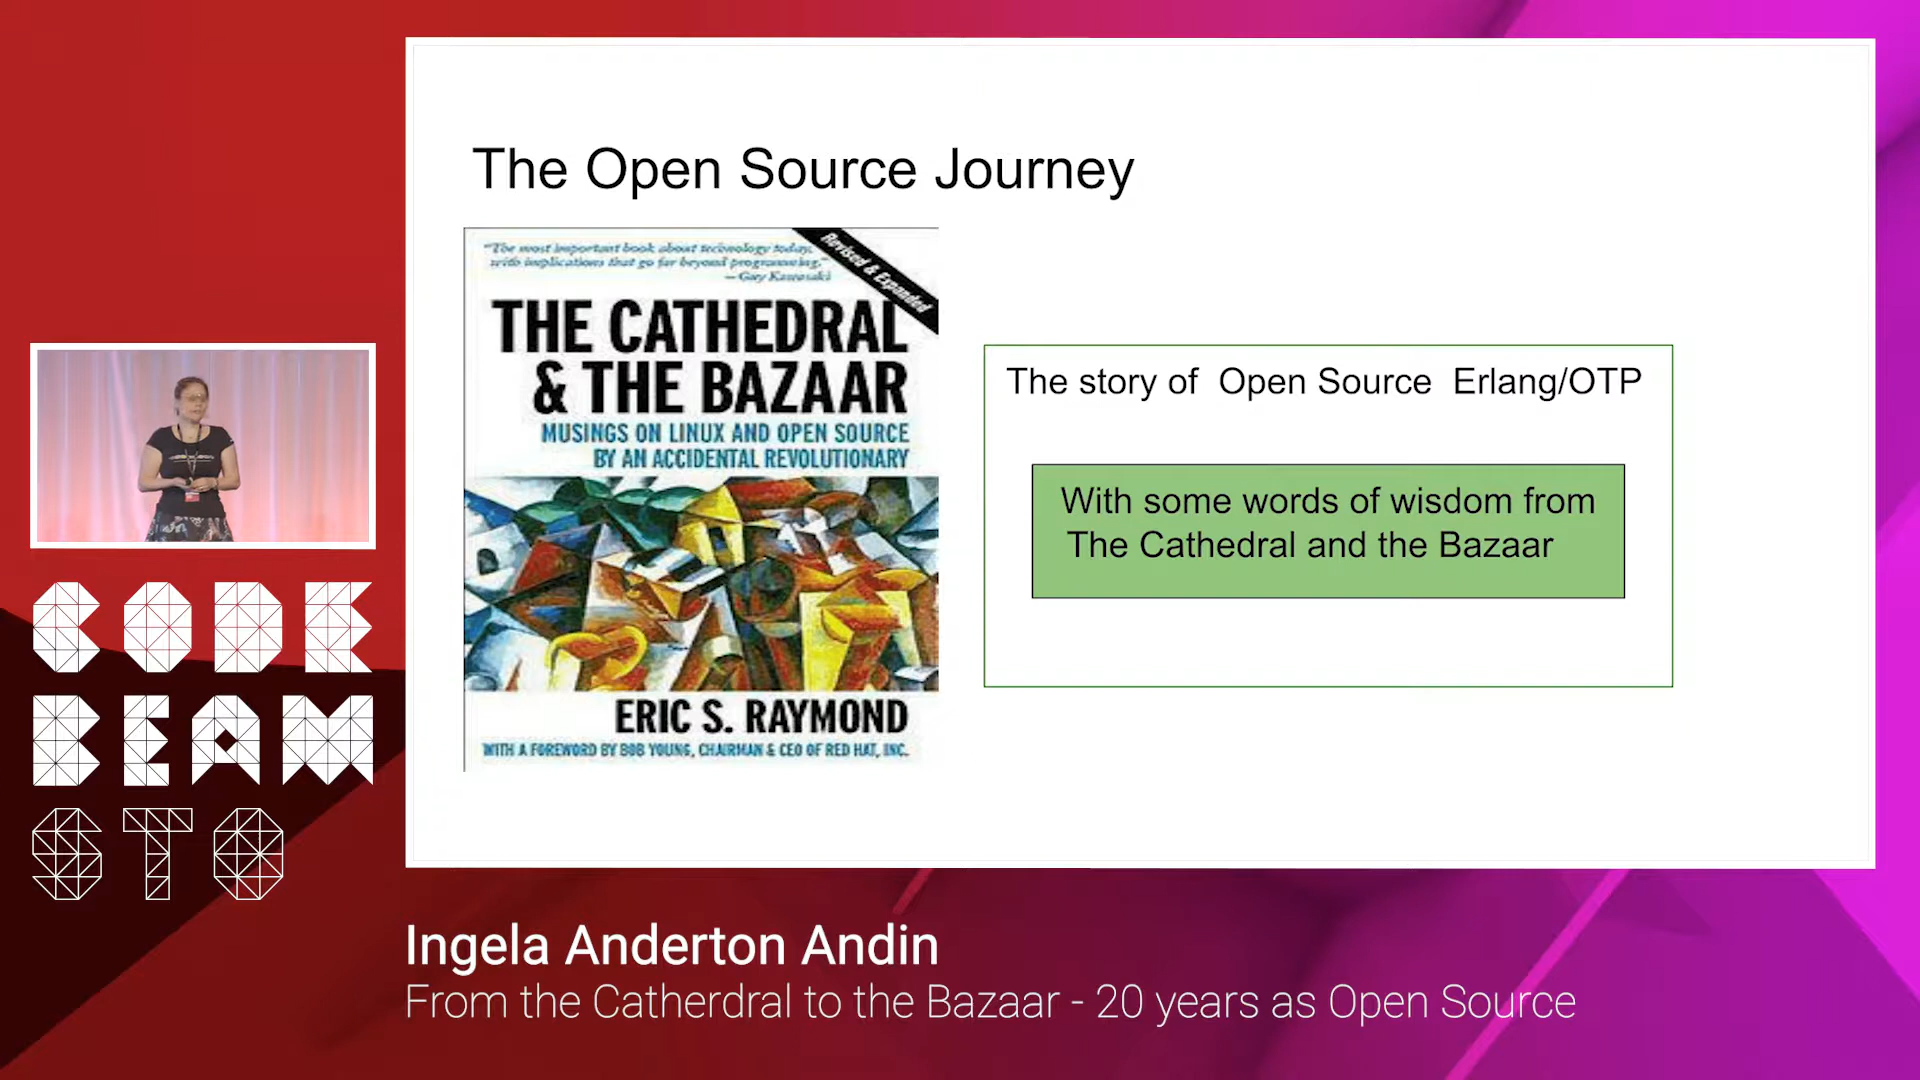 The Open Source Journey
"The most important book about technology today,
with implications that go far beyond programming."
—Guy Kawasaki
Revised & Expanded
THE CATHEDRAL
& THE BAZAAR
MUSINGS ON LINUX AND OPEN SOURCE
BY AN ACCIDENTAL REVOLUTIONARY
ERIC S. RAYMOND
WITH A FOREWORD BY BOB YOUNG, CHAIRMAN & CEO OF RED HAT, INC.
The story of Open Source Erlang/OTP
With some words of wisdom from
The Cathedral and the Bazaar
CODE
BEAM
STO
Ingela Anderton Andin
From the Catherdral to the Bazaar - 20 years as Open Source